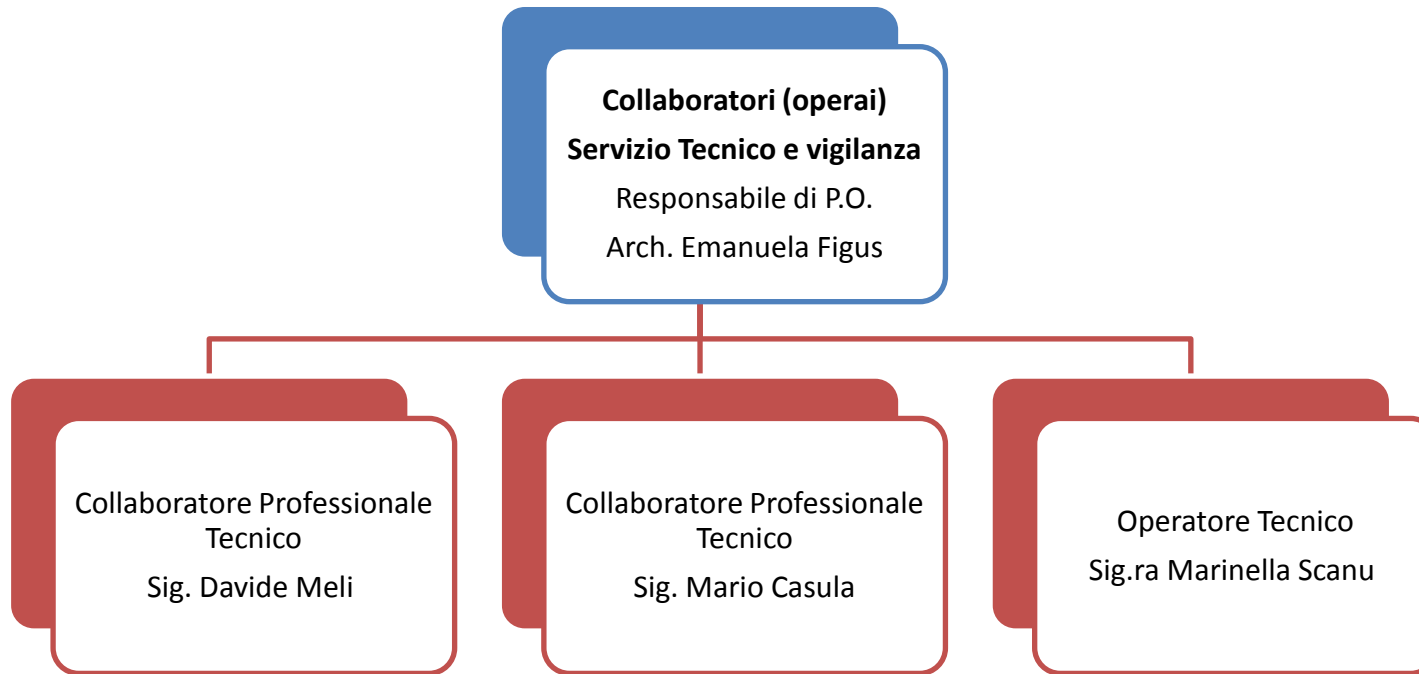 Collaboratori (operai)
Servizio Tecnico e vigilanza
Responsabile di P.O.
Arch. Emanuela Figus
Collaboratore Professionale
Tecnico
Sig. Davide Meli
Collaboratore Professionale
Tecnico
Sig. Mario Casula
Operatore Tecnico
Sig.ra Marinella Scanu